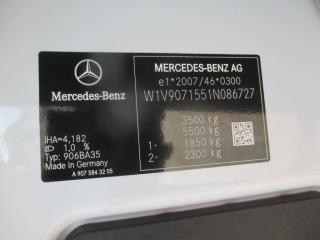 Mercedes-Benz
MERCEDES-BENZ AG
e1*2007/46*0300
W1V9071551N086727
3500 kg
5500 kg
1- 1850 kg
2- 2300 kg
iHA=4,182
1,0 %
Typ: 906BA35
Made in Germany
A 907 584 32 05